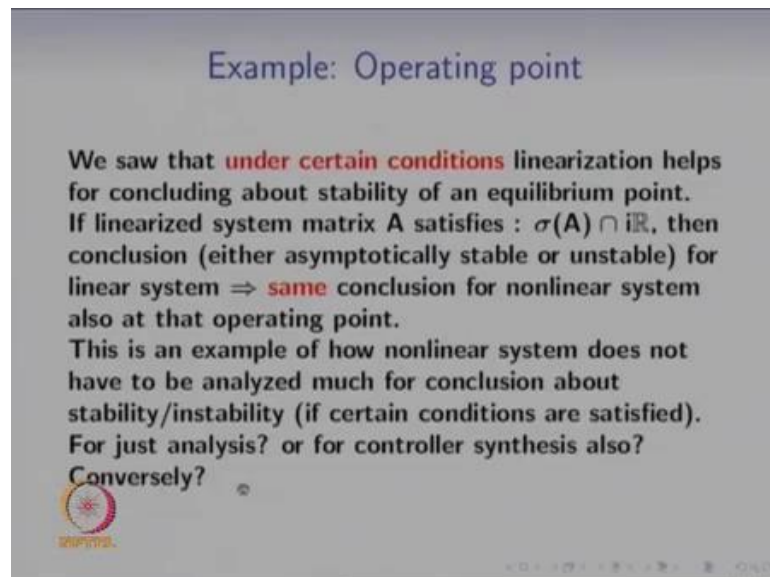 Example: Operating point
We saw that under certain conditions linearization helps
for concluding about stability of an equilibrium point.
If linearized system matrix A satisfies : σ(A) ∩ iℝ, then
conclusion (either asymptotically stable or unstable) for
linear system ⇒ same conclusion for nonlinear system
also at that operating point.
This is an example of how nonlinear system does not
have to be analyzed much for conclusion about
stability/instability (if certain conditions are satisfied).
For just analysis? or for controller synthesis also?
Conversely?
NPTEL